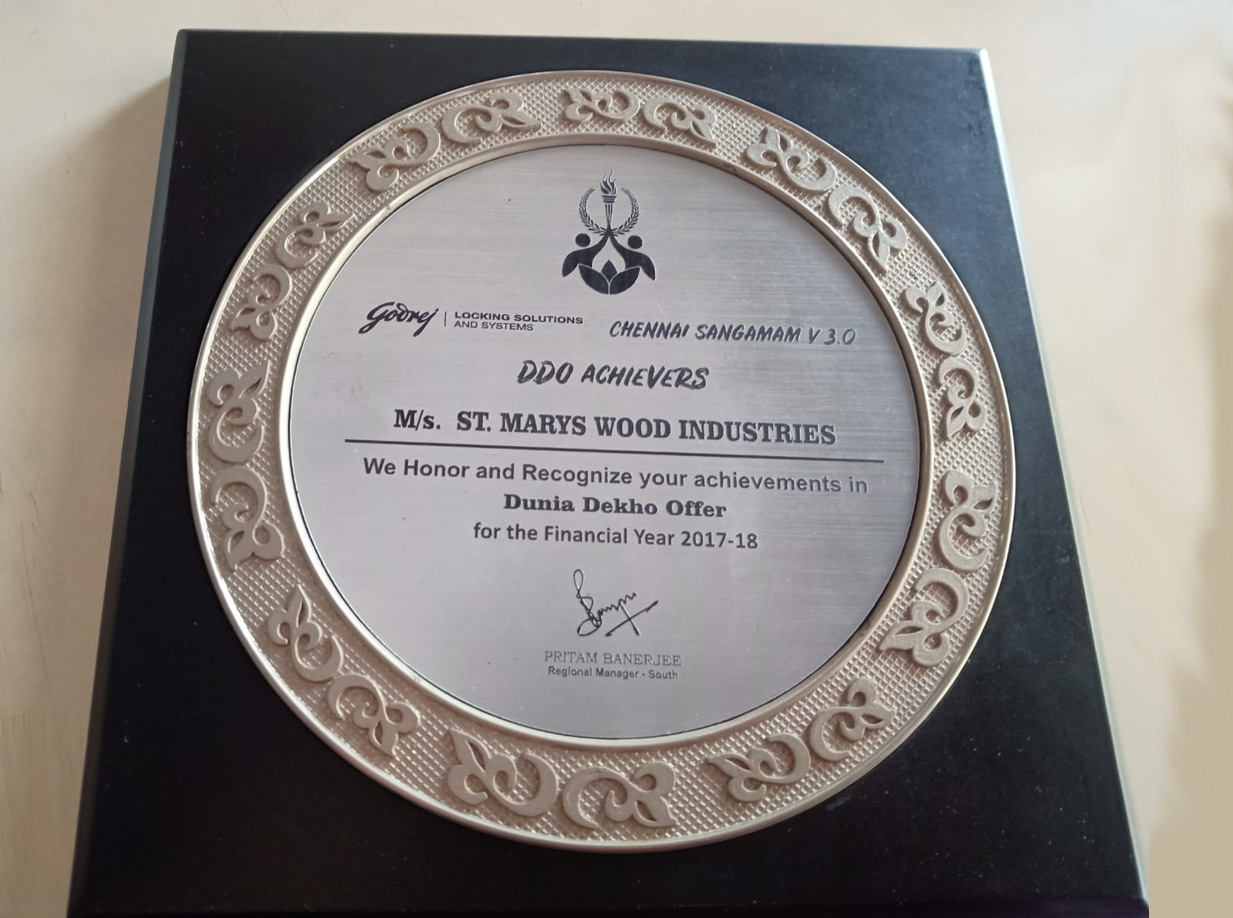 Godrej | LOCKING SOLUTIONS
AND SYSTEMS
CHENNAI SANGAMAM V 3.0
DDO ACHIEVERS
M/s. ST. MARYS WOOD INDUSTRIES
We Honor and Recognize your achievements in
Dunia Dekho Offer
for the Financial Year 2017-18
PRITAM BANERJEE
Regional Manager - South